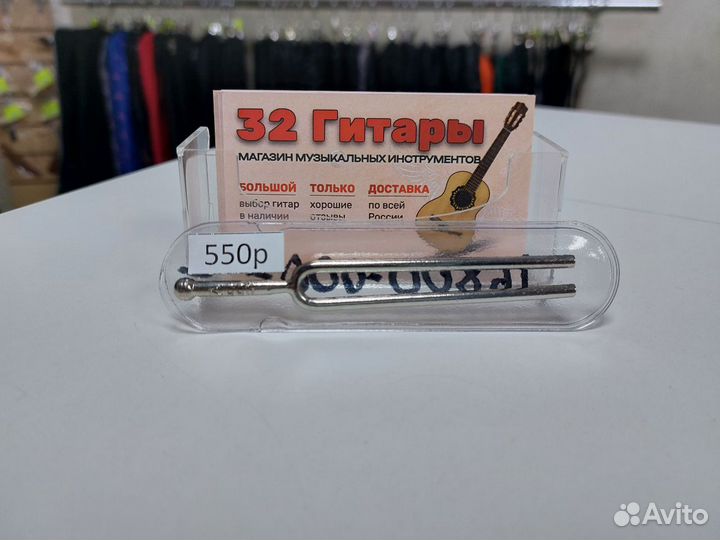 32 Гитары
МАГАЗИН МУЗЫКАЛЬНЫХ ИНСТРУМЕНТОВ
БОЛЬШОЙ ТОЛЬКО ДОСТАВКА
выбор гитар хорошие по всей
в наличии отзывы России
550р
Avito